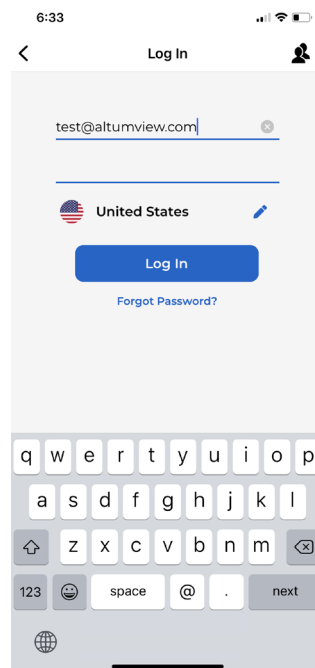 6:33
Log In
test@altumview.com
United States
Log In
Forgot Password?
q w e r t y u i o p
a s d f g h j k l
z x c v b n m
123 space @ . next